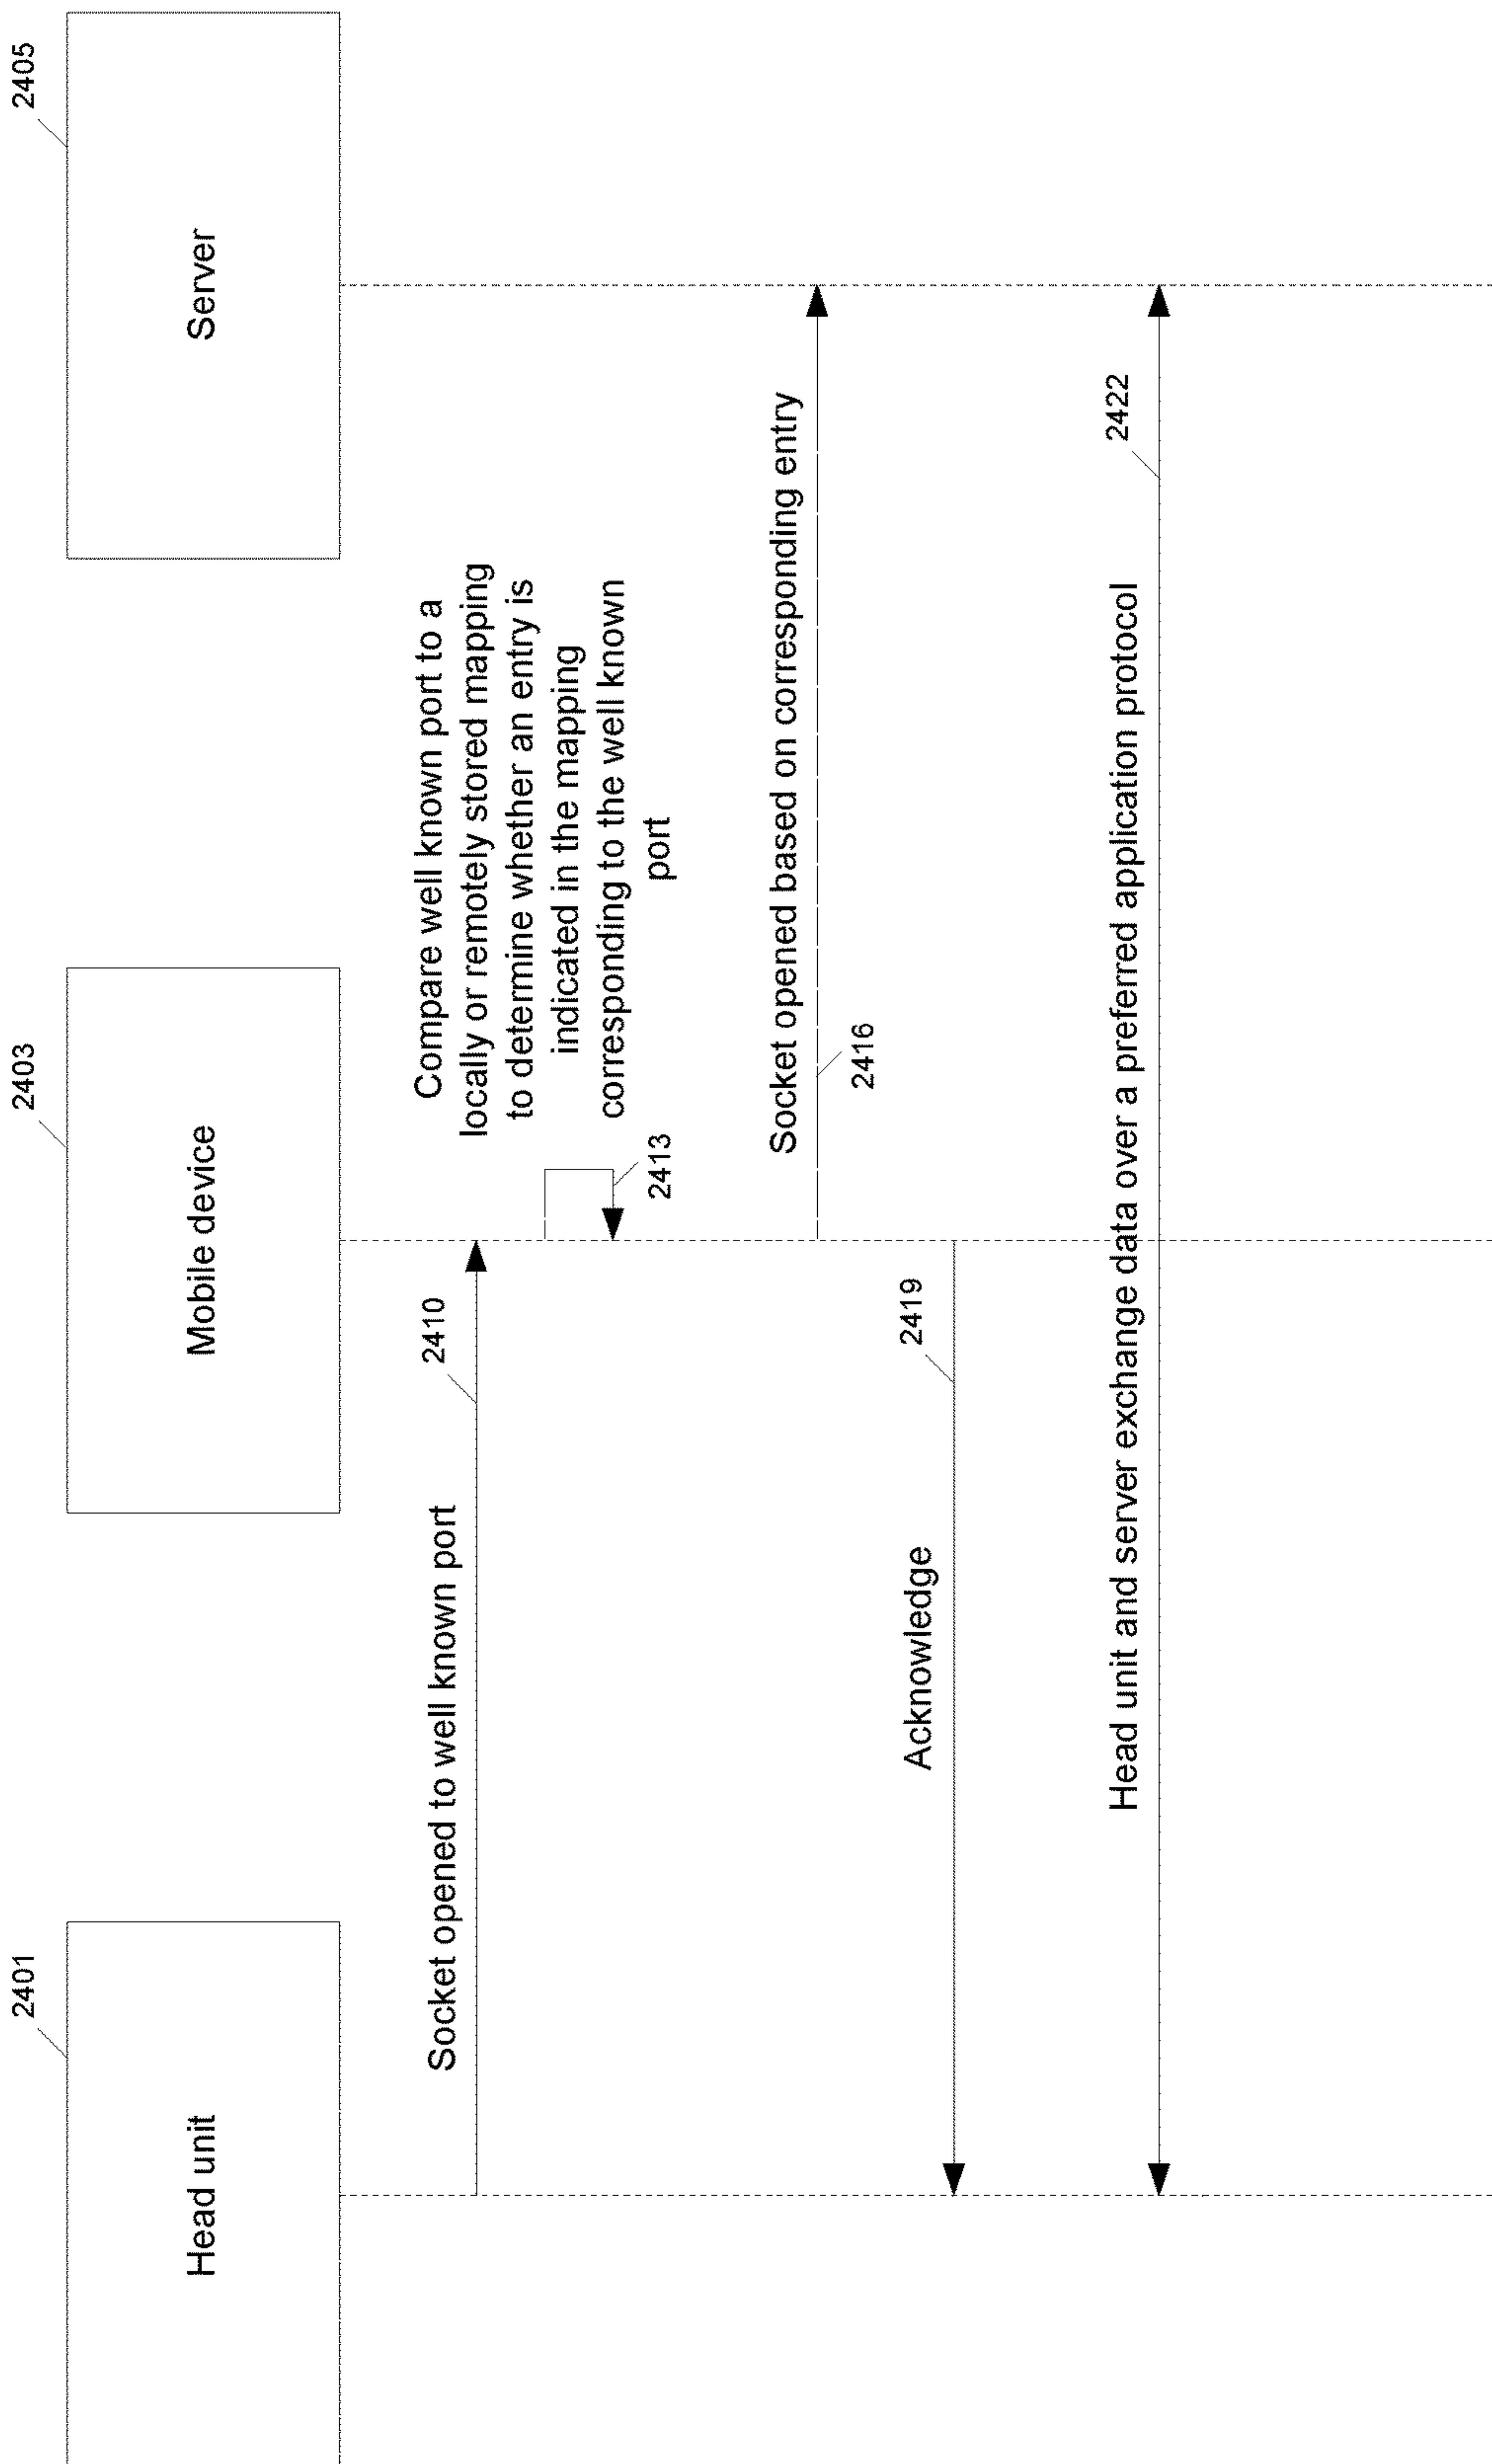 2401
2403
2405
Head unit
Mobile device
Server
Socket opened to well known port
2410
Compare well known port to a
locally or remotely stored mapping
to determine whether an entry is
indicated in the mapping
corresponding to the well known
port
2413
Socket opened based on corresponding entry
2416
Acknowledge
2419
Head unit and server exchange data over a preferred application protocol
2422